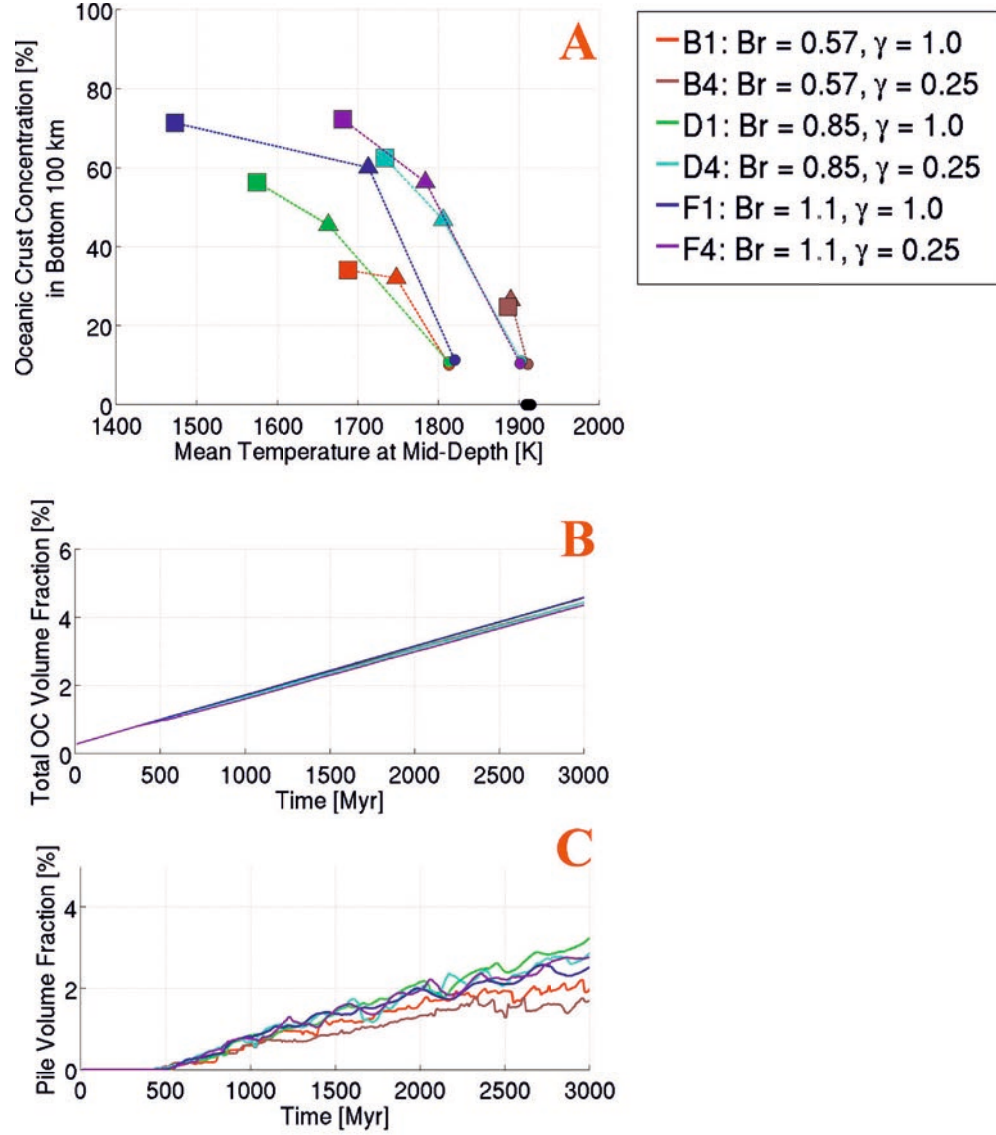 A
Oceanic Crust Concentration [%]
in Bottom 100 km
100
80
60
40
20
0
1400 1500 1600 1700 1800 1900 2000
Mean Temperature at Mid-Depth [K]
B1: Br = 0.57, γ = 1.0
B4: Br = 0.57, γ = 0.25
D1: Br = 0.85, γ = 1.0
D4: Br = 0.85, γ = 0.25
F1: Br = 1.1, γ = 1.0
F4: Br = 1.1, γ = 0.25
B
Total OC Volume Fraction [%]
6
4
2
0
0 500 1000 1500 2000 2500 3000
Time [Myr]
C
Pile Volume Fraction [%]
4
2
0
0 500 1000 1500 2000 2500 3000
Time [Myr]